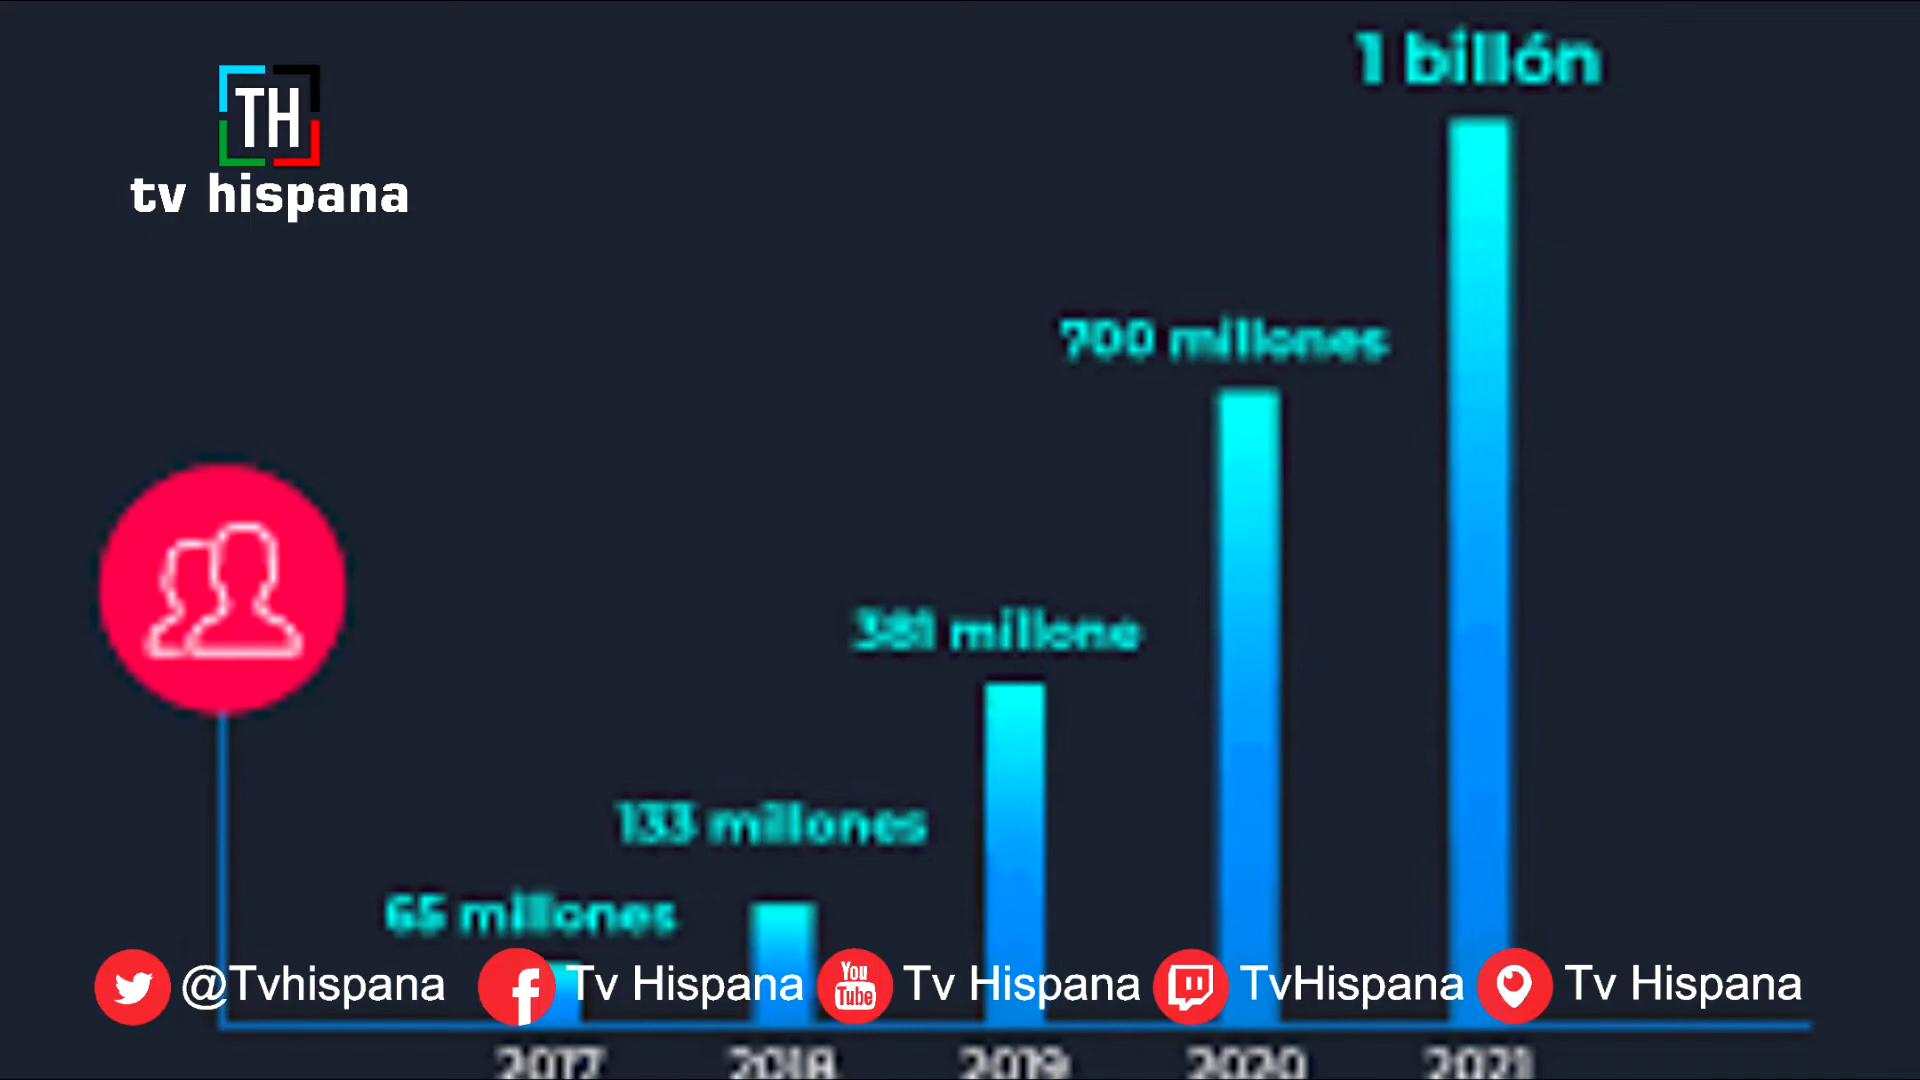 1 billón
TH
tv hispana
700 millones
381 millone
133 millones
65 millones
@Tvhispana
Tv Hispana
You
Tube
Tv Hispana
TvHispana
Tv Hispana
2017
2018
2019
2020
2021